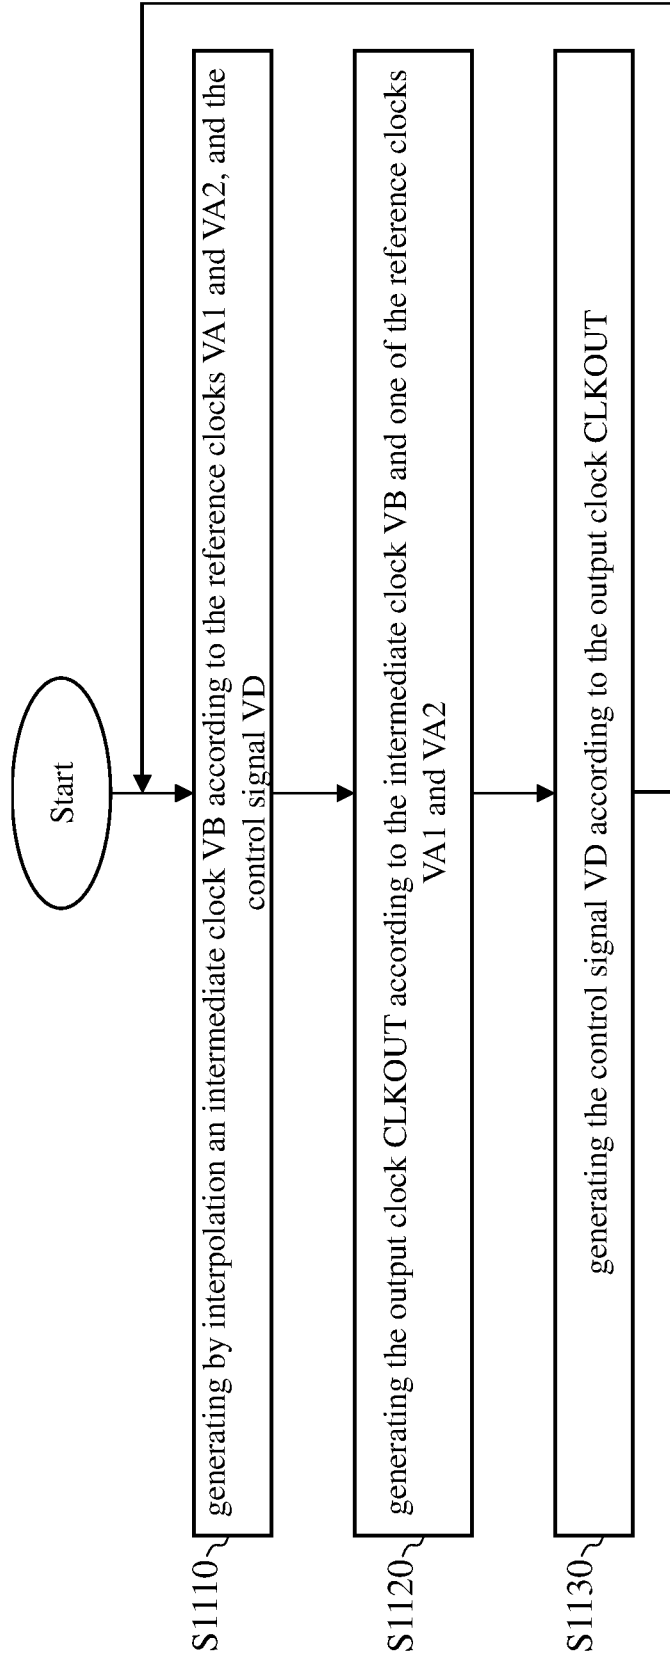 Start
S1110
generating by interpolation an intermediate clock VB according to the reference clocks VA1 and VA2, and the
control signal VD
S1120
generating the output clock CLKOUT according to the intermediate clock VB and one of the reference clocks
VA1 and VA2
S1130
generating the control signal VD according to the output clock CLKOUT